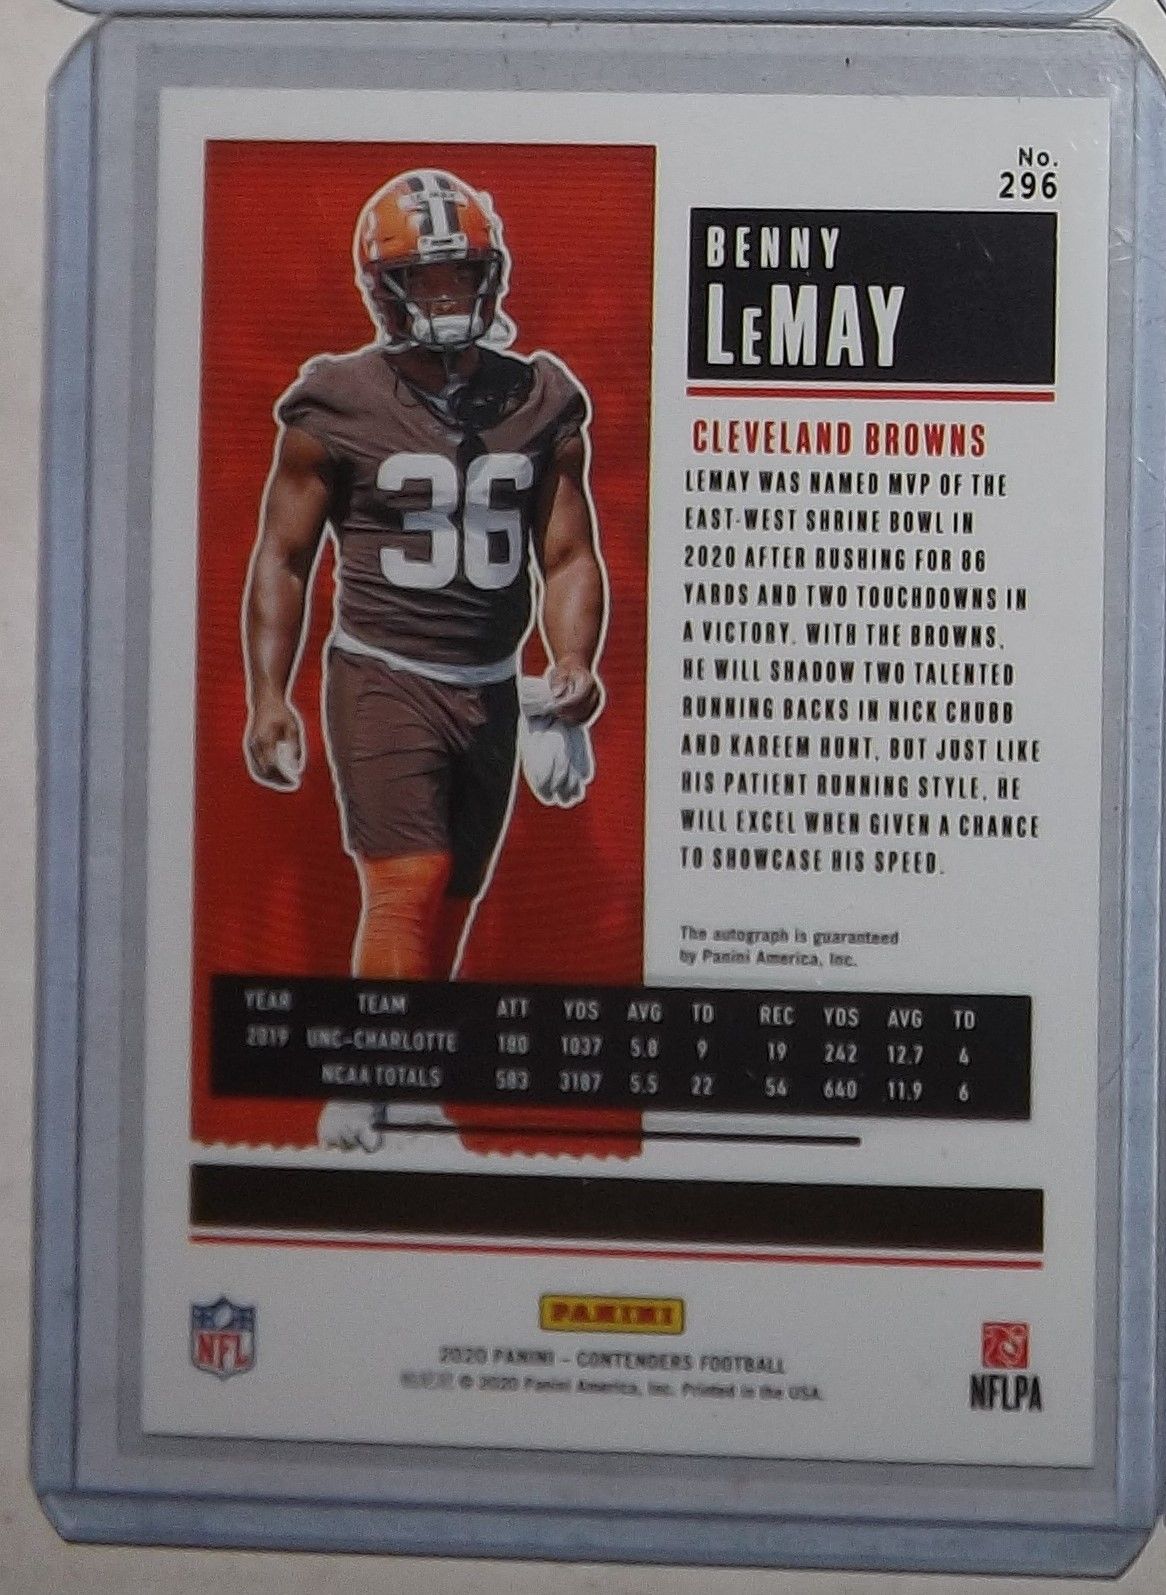 No.
296
BENNY
LeMAY
CLEVELAND BROWNS
LEMAY WAS NAMED MVP OF THE
EAST-WEST SHRINE BOWL IN
2020 AFTER RUSHING FOR 86
YARDS AND TWO TOUCHDOWNS IN
A VICTORY. WITH THE BROWNS,
HE WILL SHADOW TWO TALENTED
RUNNING BACKS IN NICK CHUBB
AND KAREEM HUNT, BUT JUST LIKE
HIS PATIENT RUNNING STYLE, HE
WILL EXCEL WHEN GIVEN A CHANCE
TO SHOWCASE HIS SPEED.
36
The autograph is guaranteed
by Panini America, Inc.
YEAR TEAM ATT YDS AVG TD REC YDS AVG TD
2019 UNC-CHARLOTTE 180 1037 5.8 9 19 242 12.7 4
NCAA TOTALS 583 3187 5.5 22 54 640 11.9 6
PANINI
NFL
2020 PANINI - CONTENDERS FOOTBALL
© 2020 Panini America, Inc. Printed in the USA.
NFLPA